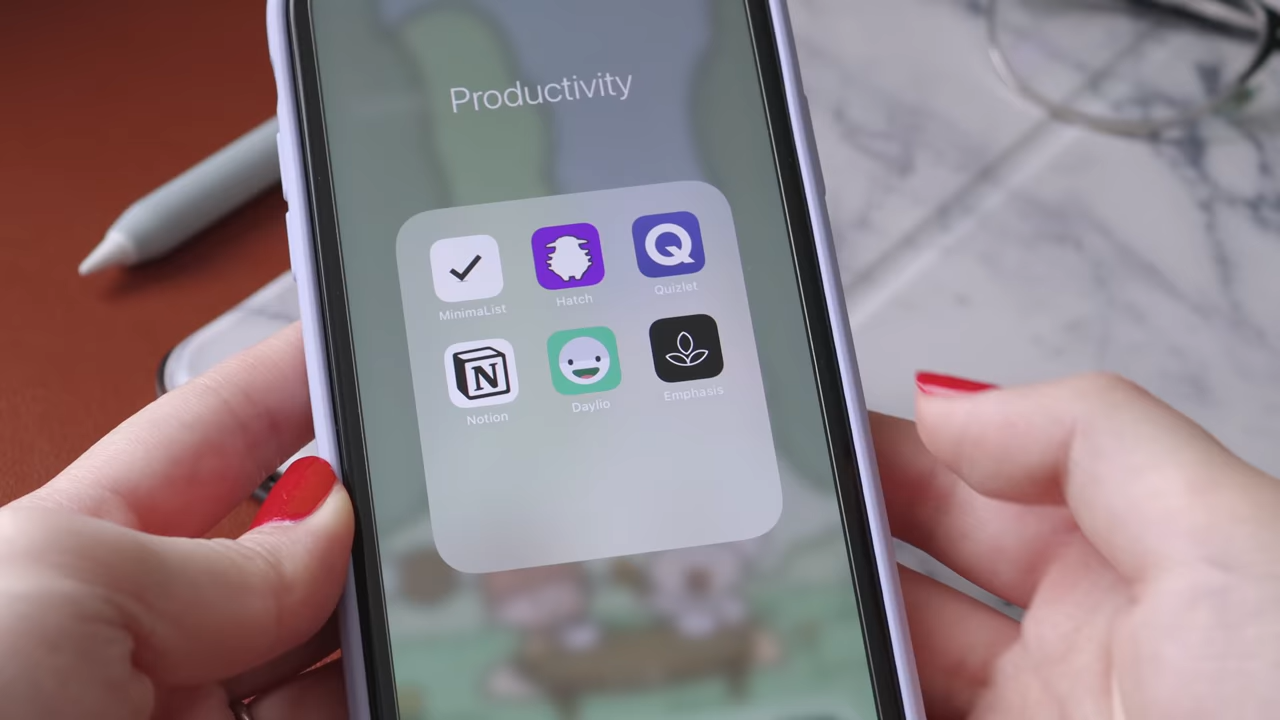 Productivity
MinimaList
Hatch
Q
Quizlet
N
Notion
Daylio
Emphasis